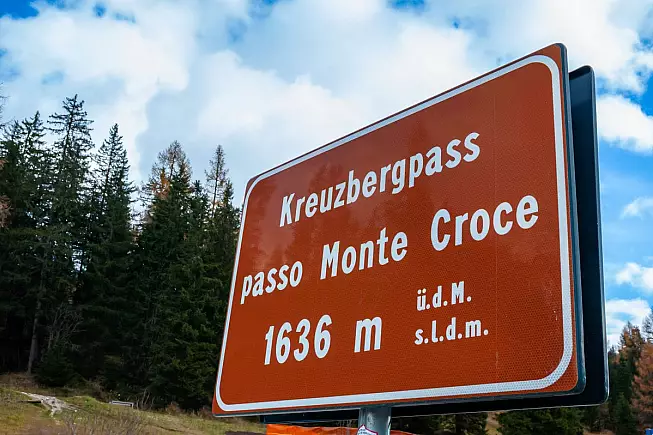 Kreuzbergpass
passo Monte Croce
1636 m ü.d.M.
s.l.d.m.